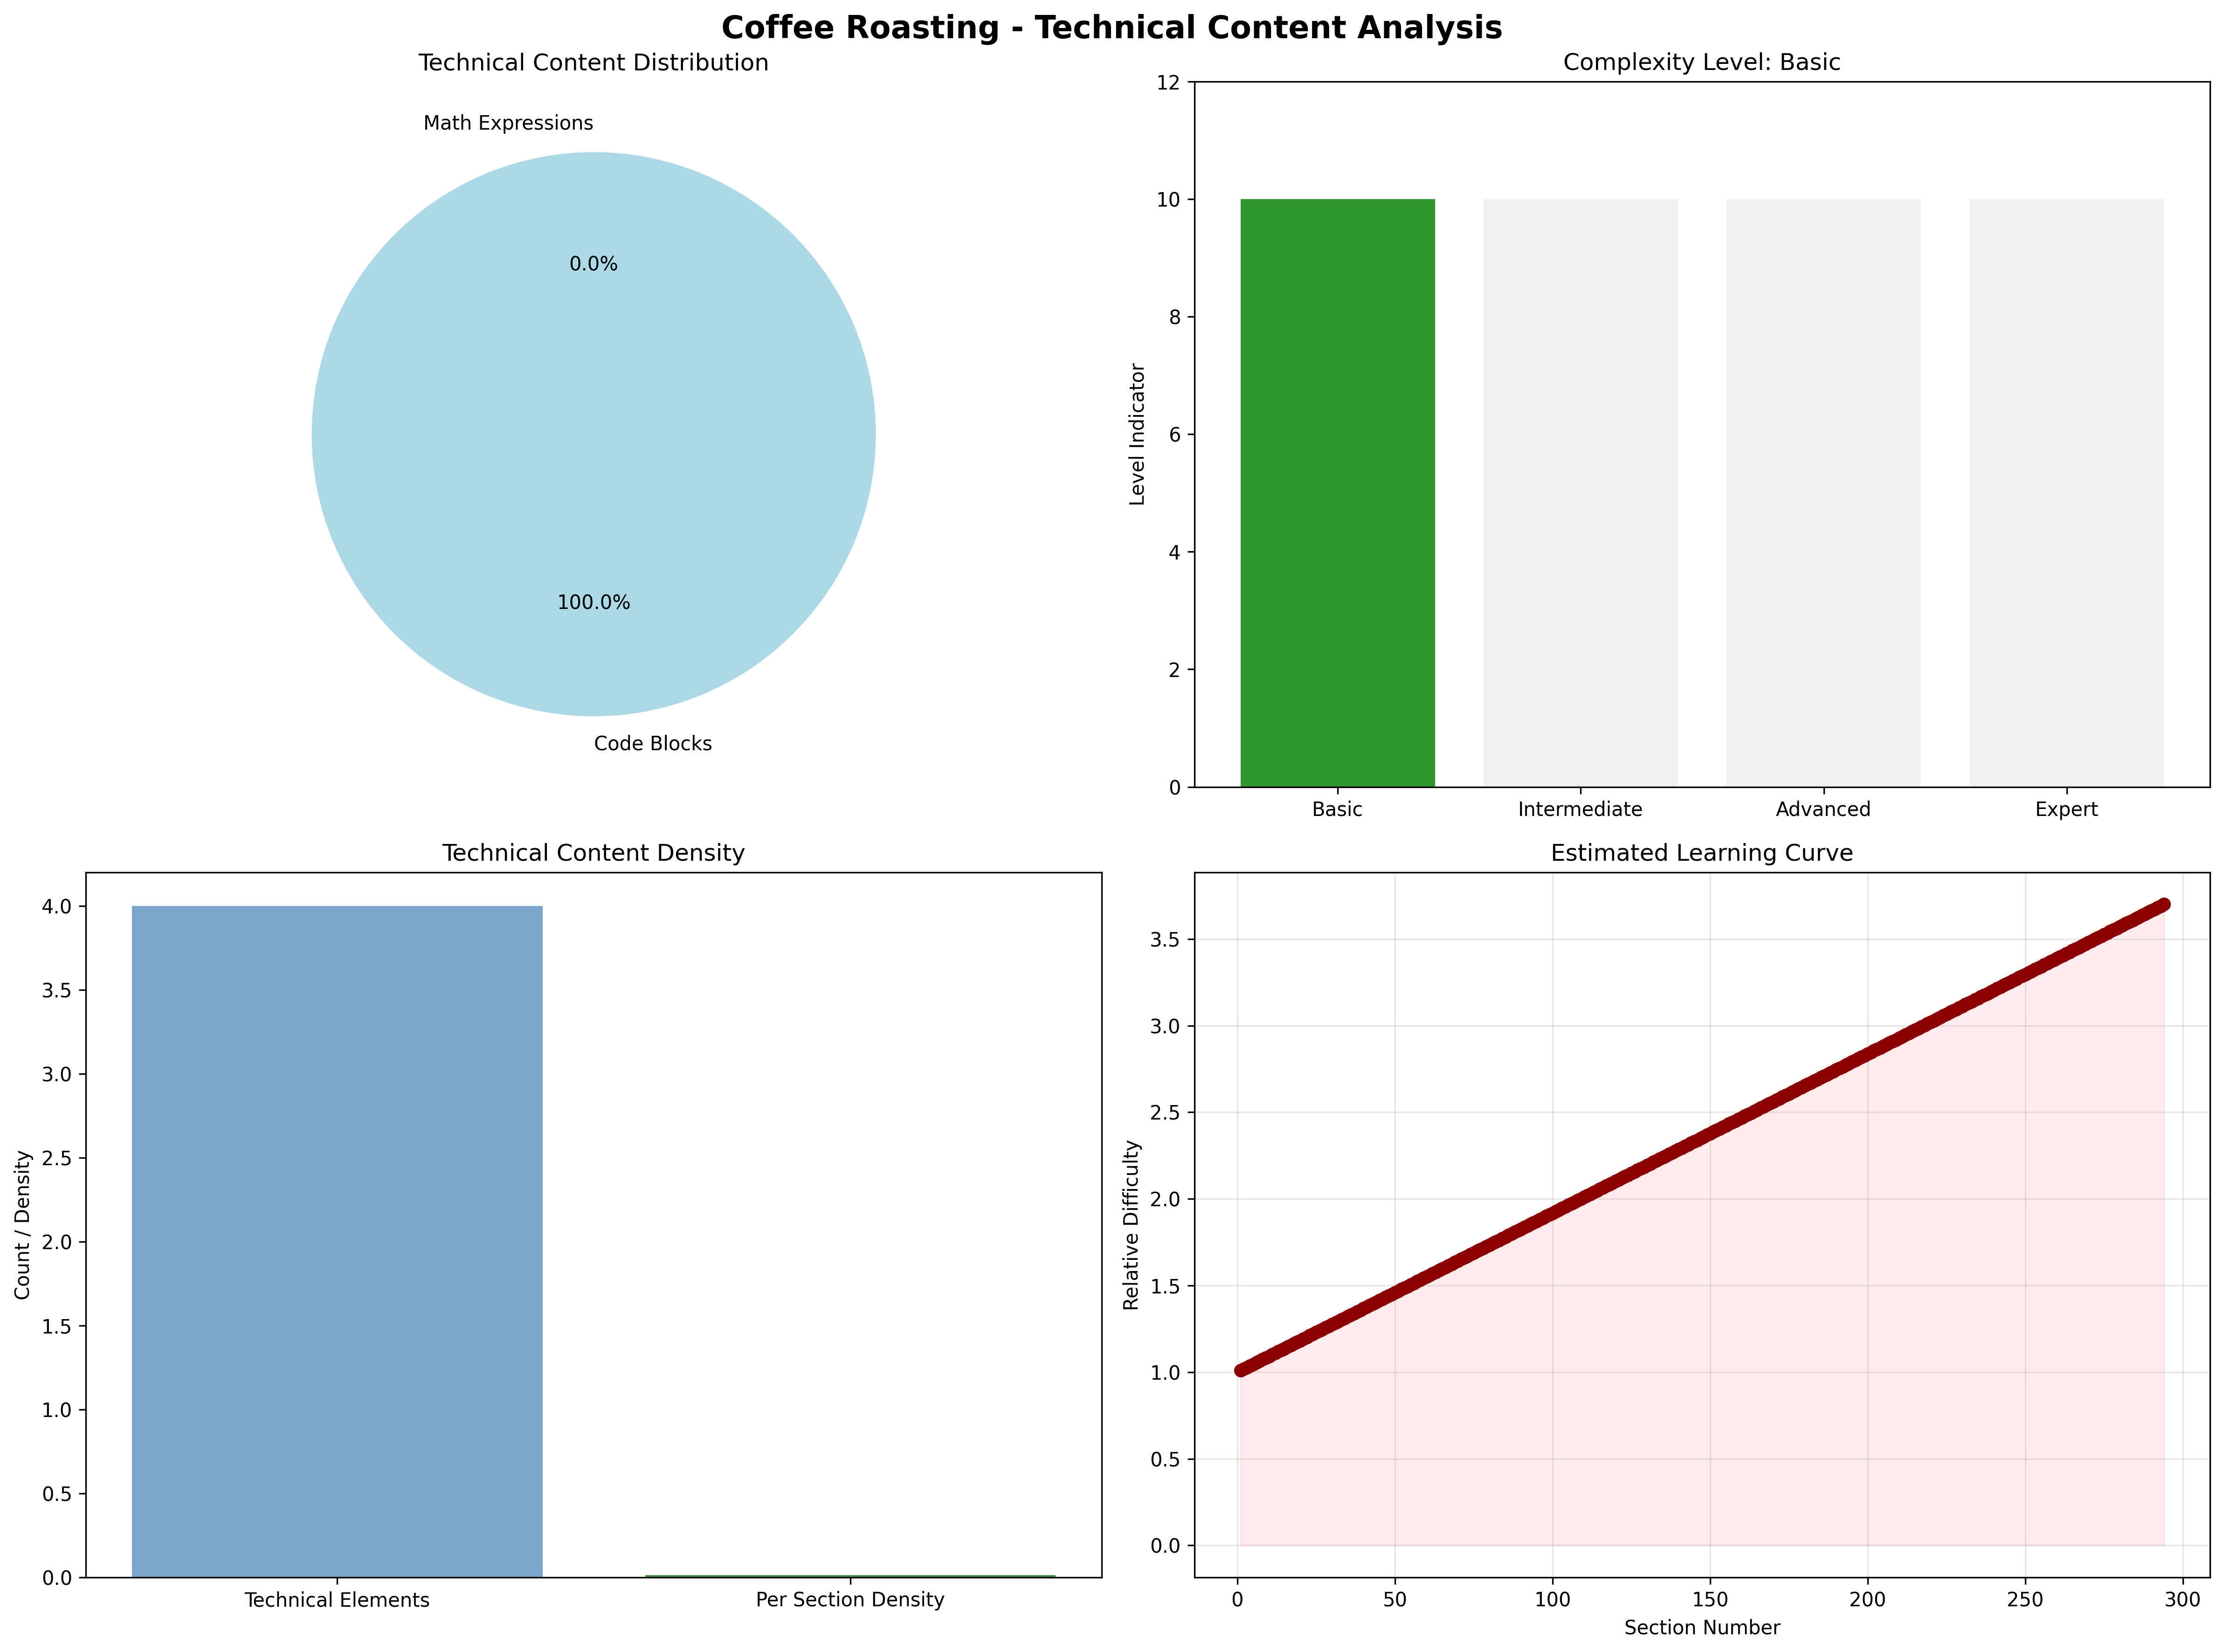 Coffee Roasting - Technical Content Analysis
Technical Content Distribution
Math Expressions
0.0%
100.0%
Code Blocks
Complexity Level: Basic
12
10
8
6
4
2
0
Level Indicator
Basic
Intermediate
Advanced
Expert
Technical Content Density
4.0
3.5
3.0
2.5
2.0
1.5
1.0
0.5
0.0
Count / Density
Technical Elements
Per Section Density
Estimated Learning Curve
3.5
3.0
2.5
2.0
1.5
1.0
0.5
0.0
Relative Difficulty
0
50
100
150
200
250
300
Section Number